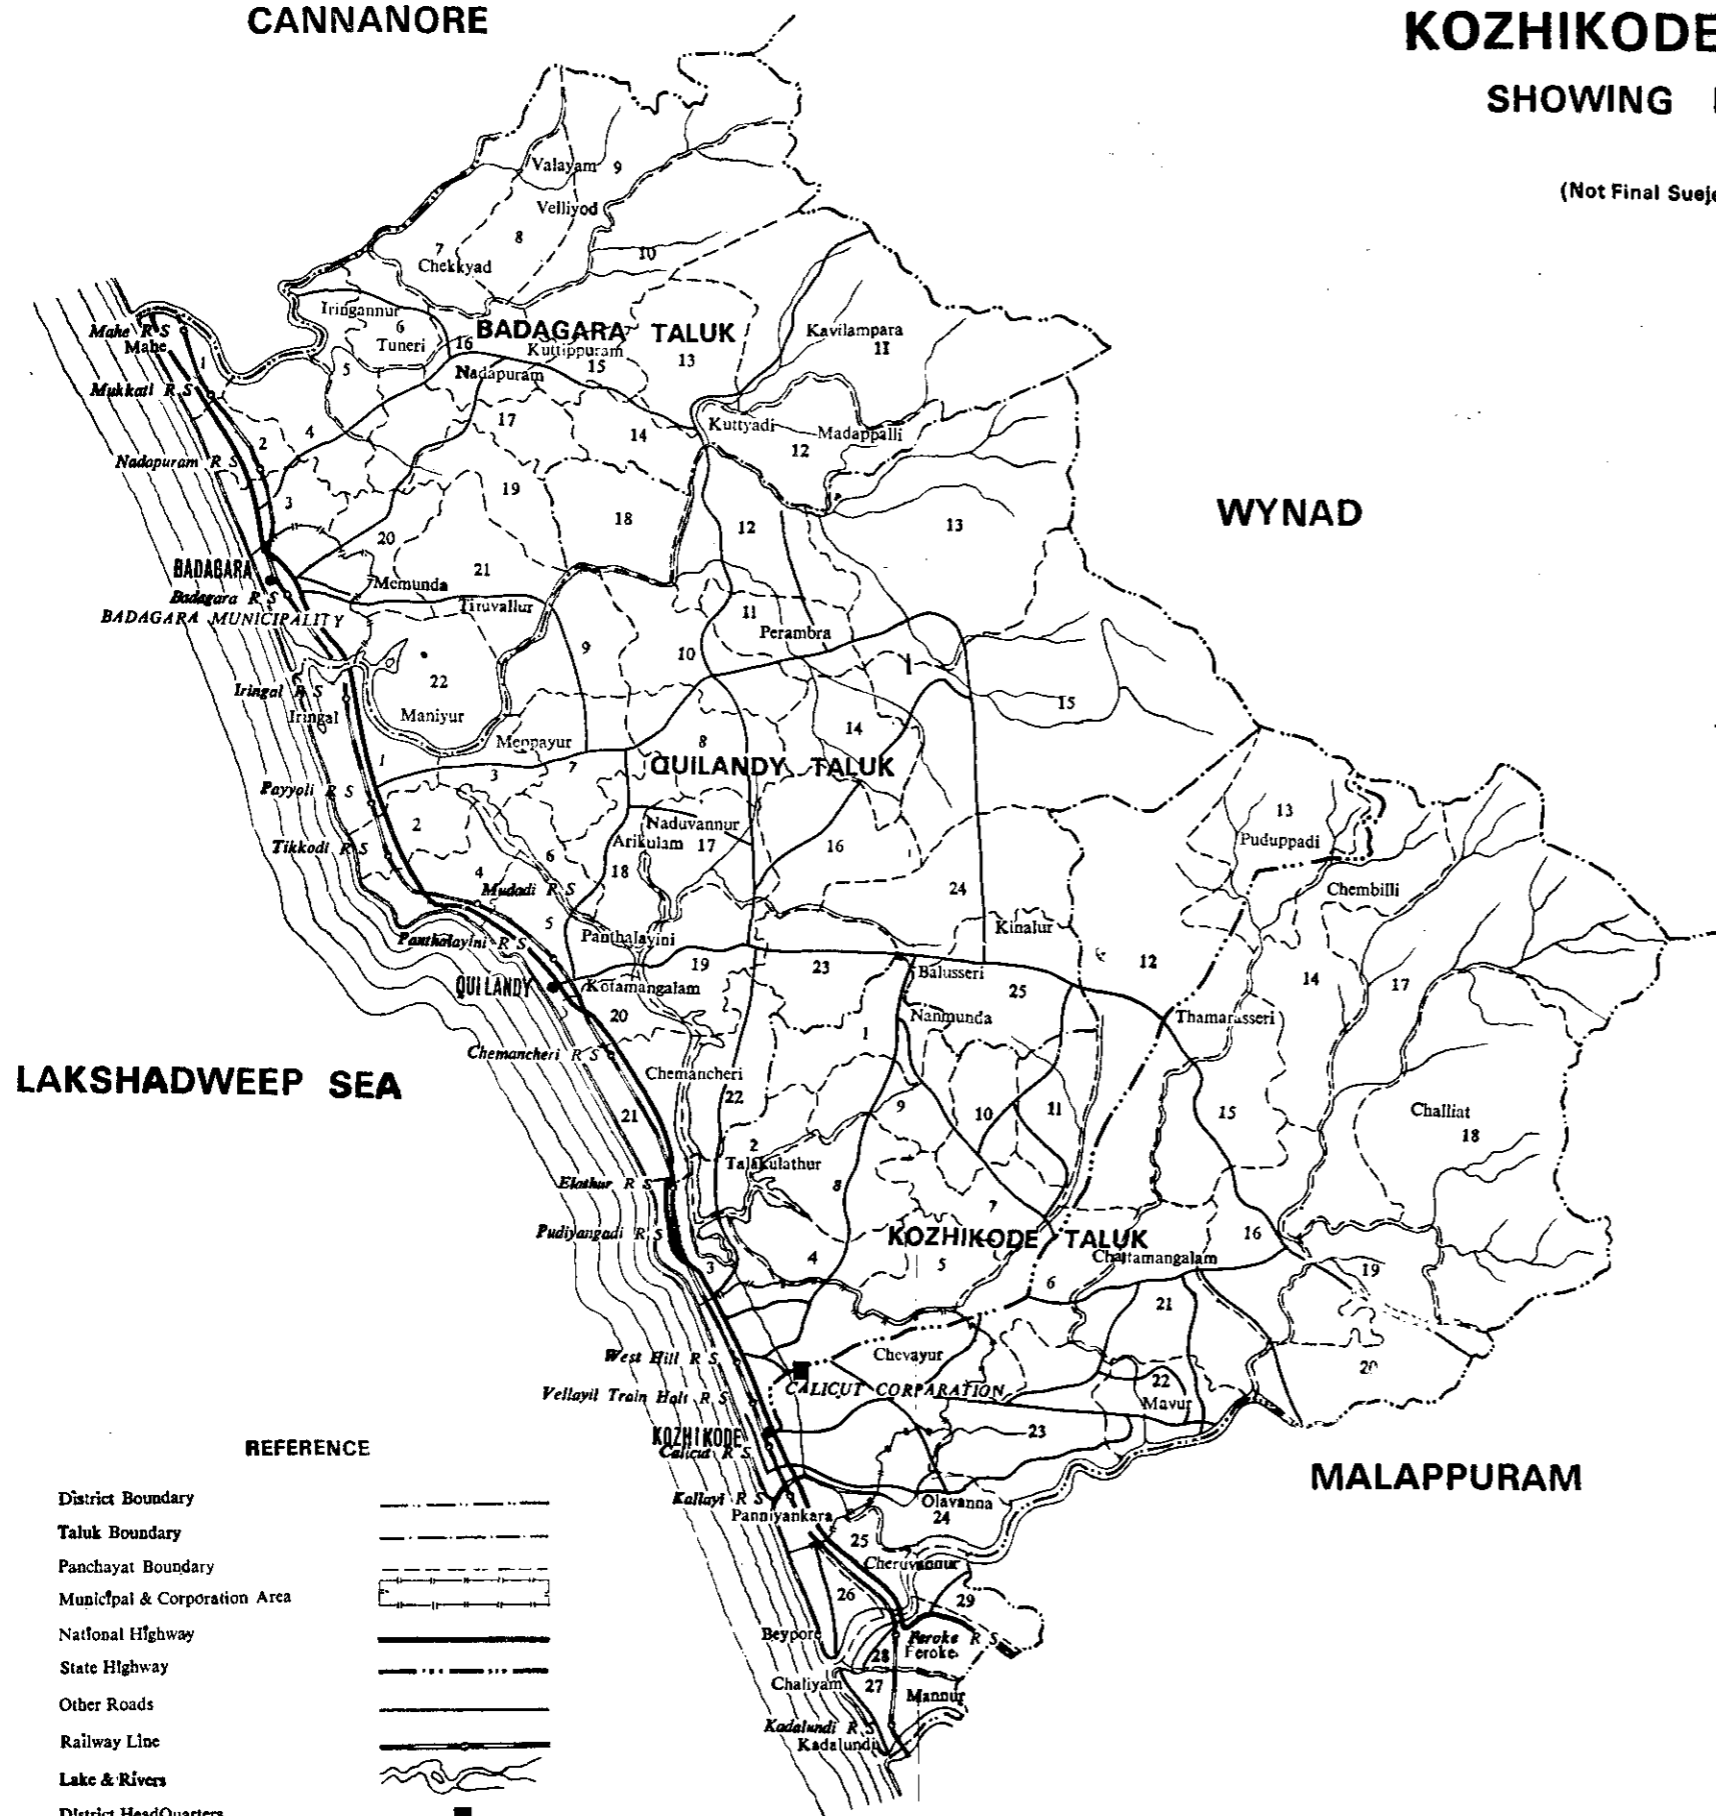 CANNANORE
KOZHIKODE
SHOWING
(Not Final Sueje
Valayam 9
Velliyod
7
8
Chekkyad
10
Iringannur
6
Tuneri
16
BADAGARA TALUK
Kuttippuram
15
13
Kavilampara
11
Mahe R S
Mahe
1
5
Nadapuram
Mukkali R S
17
14
Kuttyadi
12
Madappalli
2
4
Nadapuram R S
3
19
18
12
13
WYNAD
20
21
BADAGARA
Memunda
Badagara R S
Tiruvallur
BADAGARA MUNICIPALITY
11
Perambra
9
10
22
Iringal R S
Iringal
Maniyur
15
14
1
Meppayur
8
3
7
QUILANDY TALUK
Payyoli R S
2
Naduvannur
13
Puduppadi
Tikkodi R S
Arikulam 17
16
6
4
18
Mudadi R S
24
Chembilli
5
Panthalayini
Kinalur
Panthalayini R S
19
23
Balusseri
12
14
17
QUILANDY
Kotamangalam
25
20
Nanmunda
Thamarasseri
1
Chemancheri R S
Chemancheri
22
LAKSHADWEEP SEA
21
9
10
11
15
Challiat
18
2
Talakulathur
Elathur R S
8
7
Pudiyangadi R S
KOZHIKODE TALUK
16
3
4
5
Chattamangalam
6
19
21
West Hill R S
Chevayur
20
Vellayil Train Halt R S
CALICUT CORPARATION
22
Mavur
KOZHIKODE
Calicut R S
23
REFERENCE
MALAPPURAM
Kallayi R S
Olavanna
24
Panniyankara
25
Cheruvannur
26
29
Beypore
Feroke R S
28
Feroke
Chaliyam
27
Mannur
Kadalundi R S
Kadalundi
District Boundary
Taluk Boundary
Panchayat Boundary
Municipal & Corporation Area
National Highway
State Highway
Other Roads
Railway Line
Lake & Rivers
District HeadQuarters